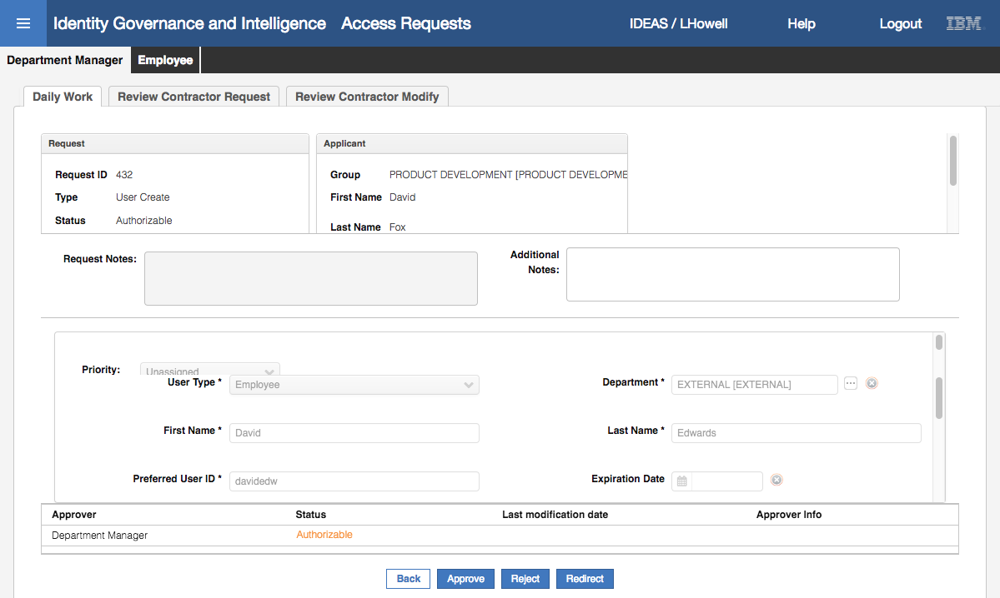 Identity Governance and Intelligence Access Requests IDEAS / LHowell Help Logout IBM
Department Manager Employee
Daily Work Review Contractor Request Review Contractor Modify
Request Applicant
Request ID 432 Group PRODUCT DEVELOPMENT [PRODUCT DEVELOPME
Type User Create First Name David
Status Authorizable Last Name Fox
Request Notes: Additional
Notes:
Priority: Unassigned
User Type * Employee Department * EXTERNAL [EXTERNAL] ...
First Name * David Last Name * Edwards
Preferred User ID * davidedw Expiration Date
Approver Status Last modification date Approver Info
Department Manager Authorizable
Back Approve Reject Redirect